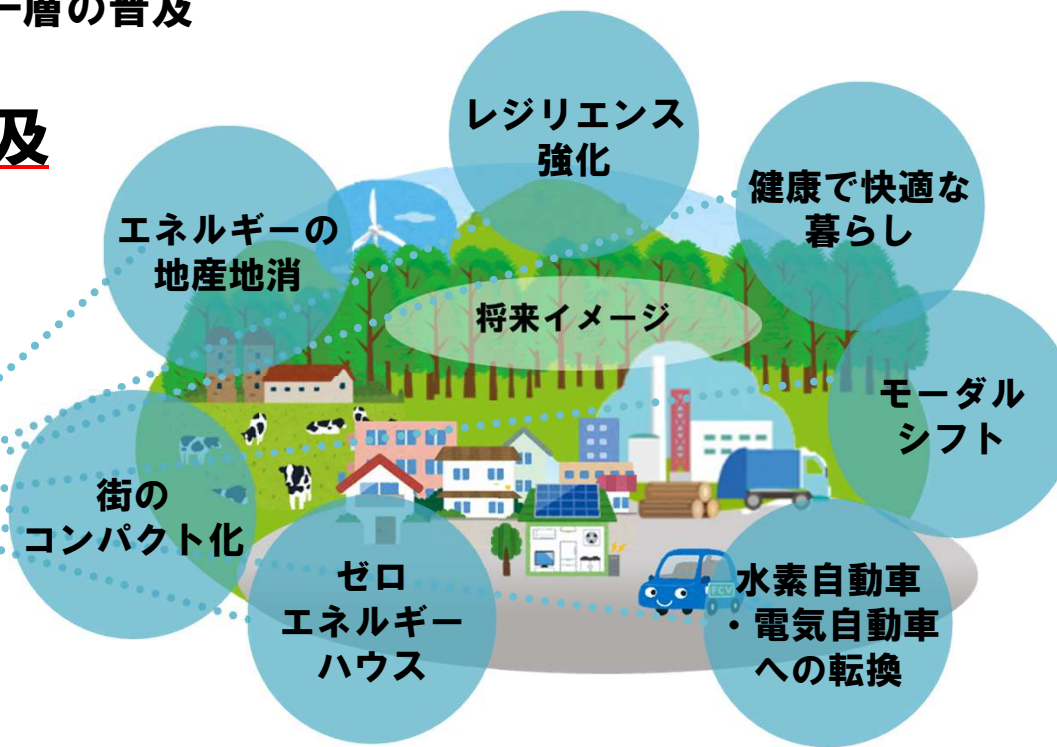 一層の普及
及
レジリエンス
強化
健康で快適な
暮らし
エネルギーの
地産地消
将来イメージ
モーダル
シフト
街の
コンパクト化
ゼロ
エネルギー
ハウス
水素自動車
・電気自動車
への転換
FCV